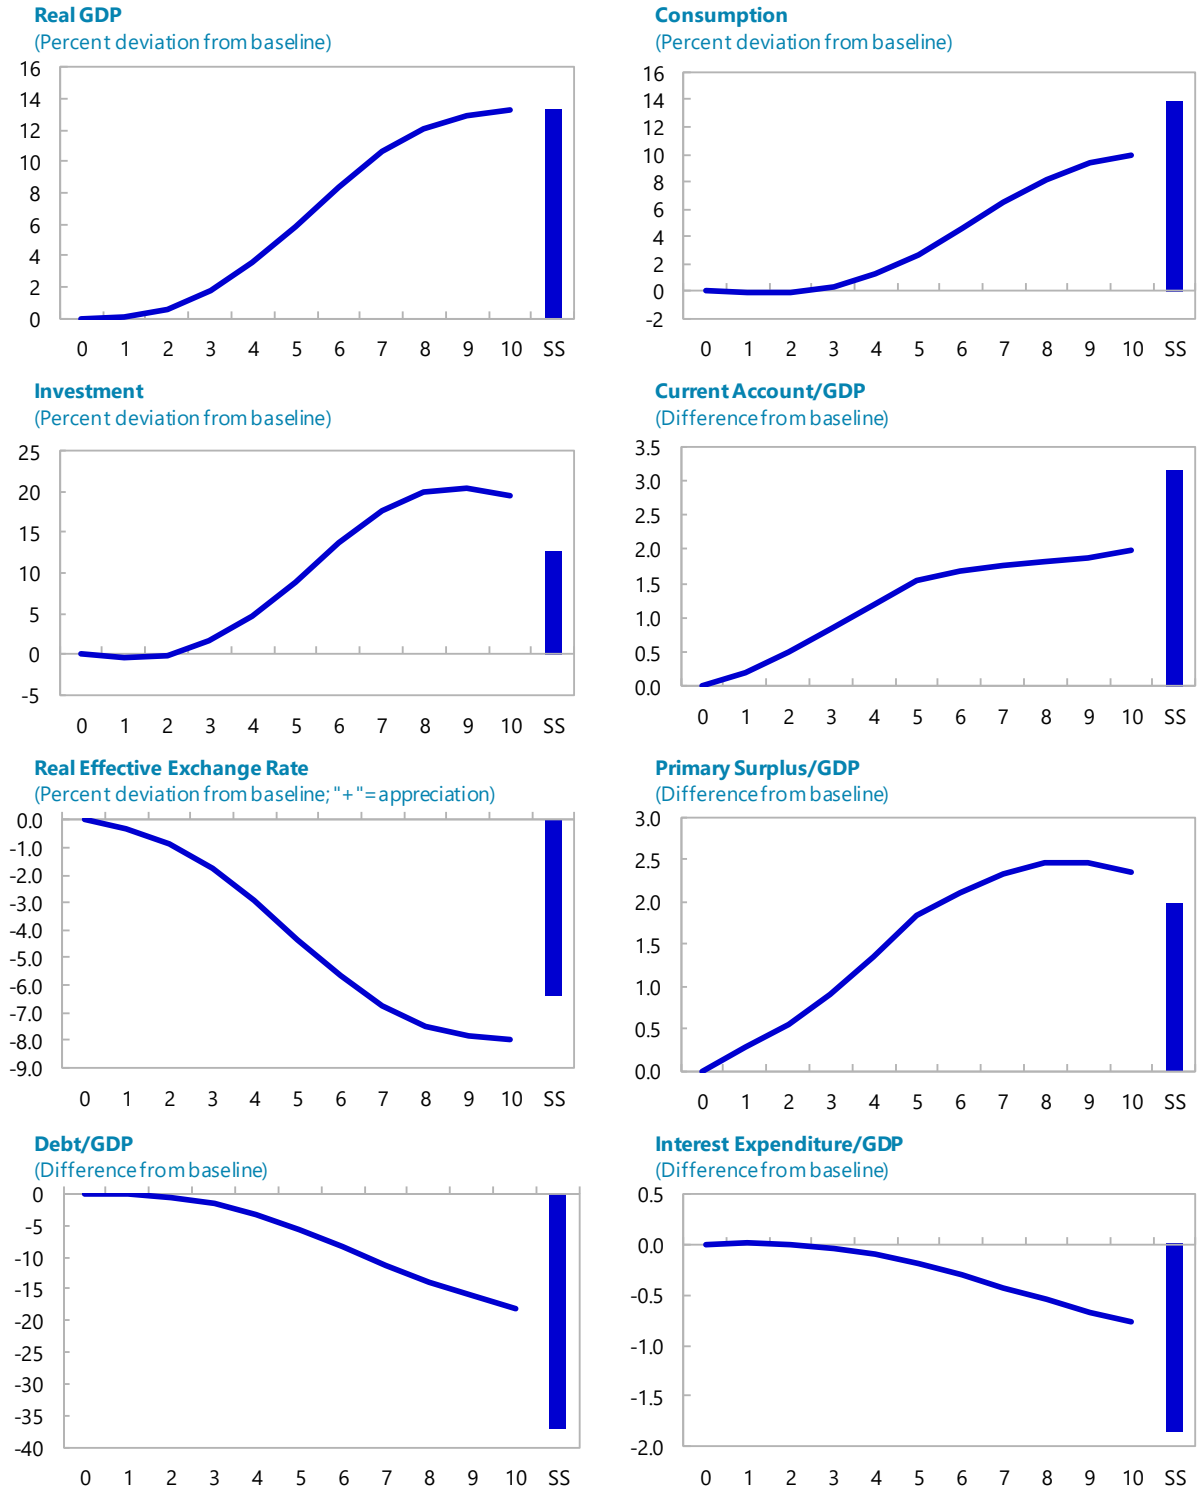 Real GDP
(Percent deviation from baseline)
16
14
12
10
8
6
4
2
0
0 1 2 3 4 5 6 7 8 9 10 SS
Consumption
(Percent deviation from baseline)
16
14
12
10
8
6
4
2
0
-2
0 1 2 3 4 5 6 7 8 9 10 SS
Investment
(Percent deviation from baseline)
25
20
15
10
5
0
-5
0 1 2 3 4 5 6 7 8 9 10 SS
Current Account/GDP
(Difference from baseline)
3.5
3.0
2.5
2.0
1.5
1.0
0.5
0.0
0 1 2 3 4 5 6 7 8 9 10 SS
Real Effective Exchange Rate
(Percent deviation from baseline; "+"=appreciation)
0.0
-1.0
-2.0
-3.0
-4.0
-5.0
-6.0
-7.0
-8.0
-9.0
0 1 2 3 4 5 6 7 8 9 10 SS
Primary Surplus/GDP
(Difference from baseline)
3.0
2.5
2.0
1.5
1.0
0.5
0.0
0 1 2 3 4 5 6 7 8 9 10 SS
Debt/GDP
(Difference from baseline)
0
-5
-10
-15
-20
-25
-30
-35
-40
0 1 2 3 4 5 6 7 8 9 10 SS
Interest Expenditure/GDP
(Difference from baseline)
0.5
0.0
-0.5
-1.0
-1.5
-2.0
0 1 2 3 4 5 6 7 8 9 10 SS